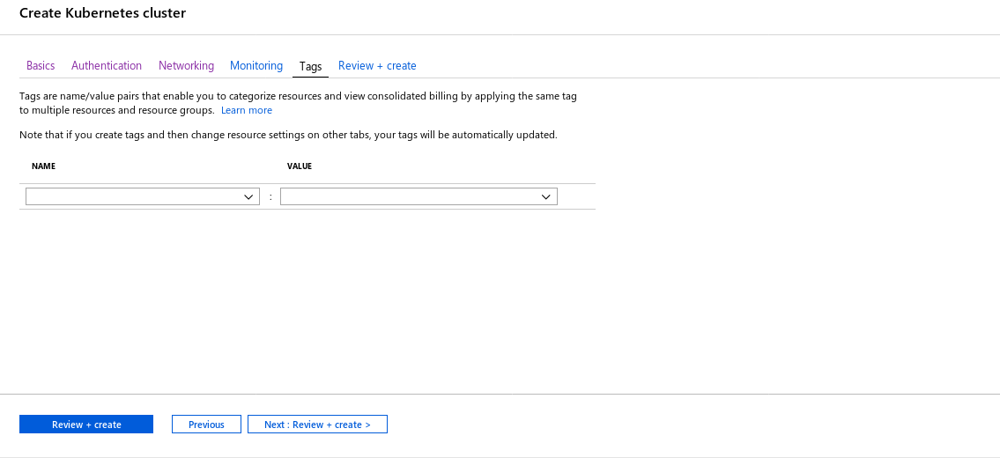 Create Kubernetes cluster
Basics Authentication Networking Monitoring Tags Review + create
Tags are name/value pairs that enable you to categorize resources and view consolidated billing by applying the same tag
to multiple resources and resource groups. Learn more
Note that if you create tags and then change resource settings on other tabs, your tags will be automatically updated.
NAME VALUE
:
Review + create Previous Next : Review + create >